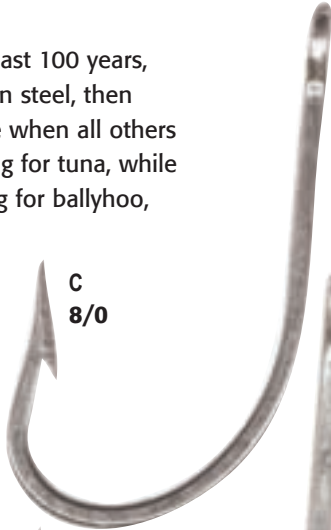 ast 100 years,
n steel, then
e when all others
g for tuna, while
g for ballyhoo,
C
8/0